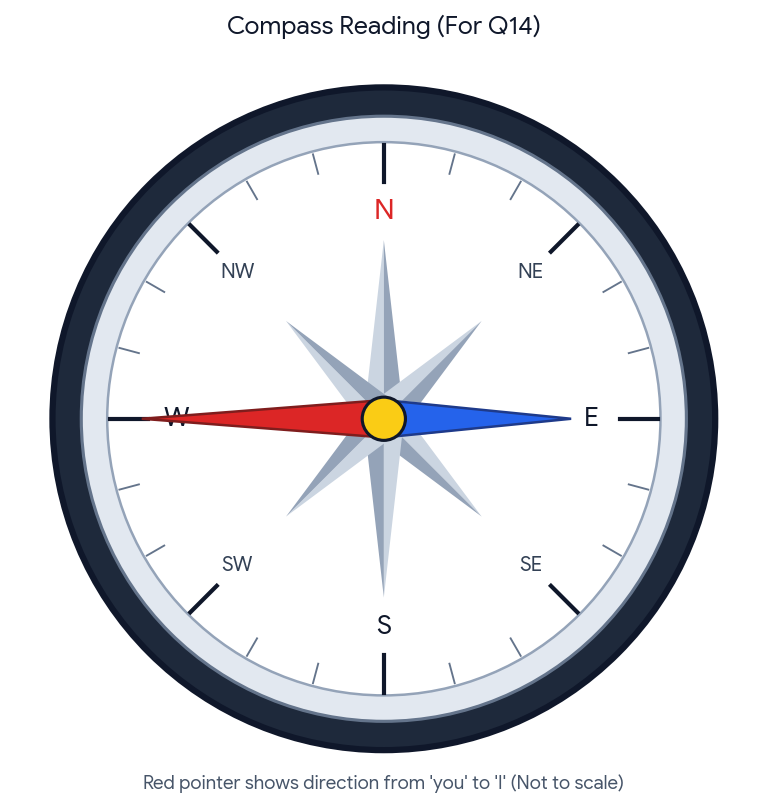 Compass Reading (For Q14)
N
NW
NE
W
E
SW
SE
S
Red pointer shows direction from 'you' to 'I' (Not to scale)